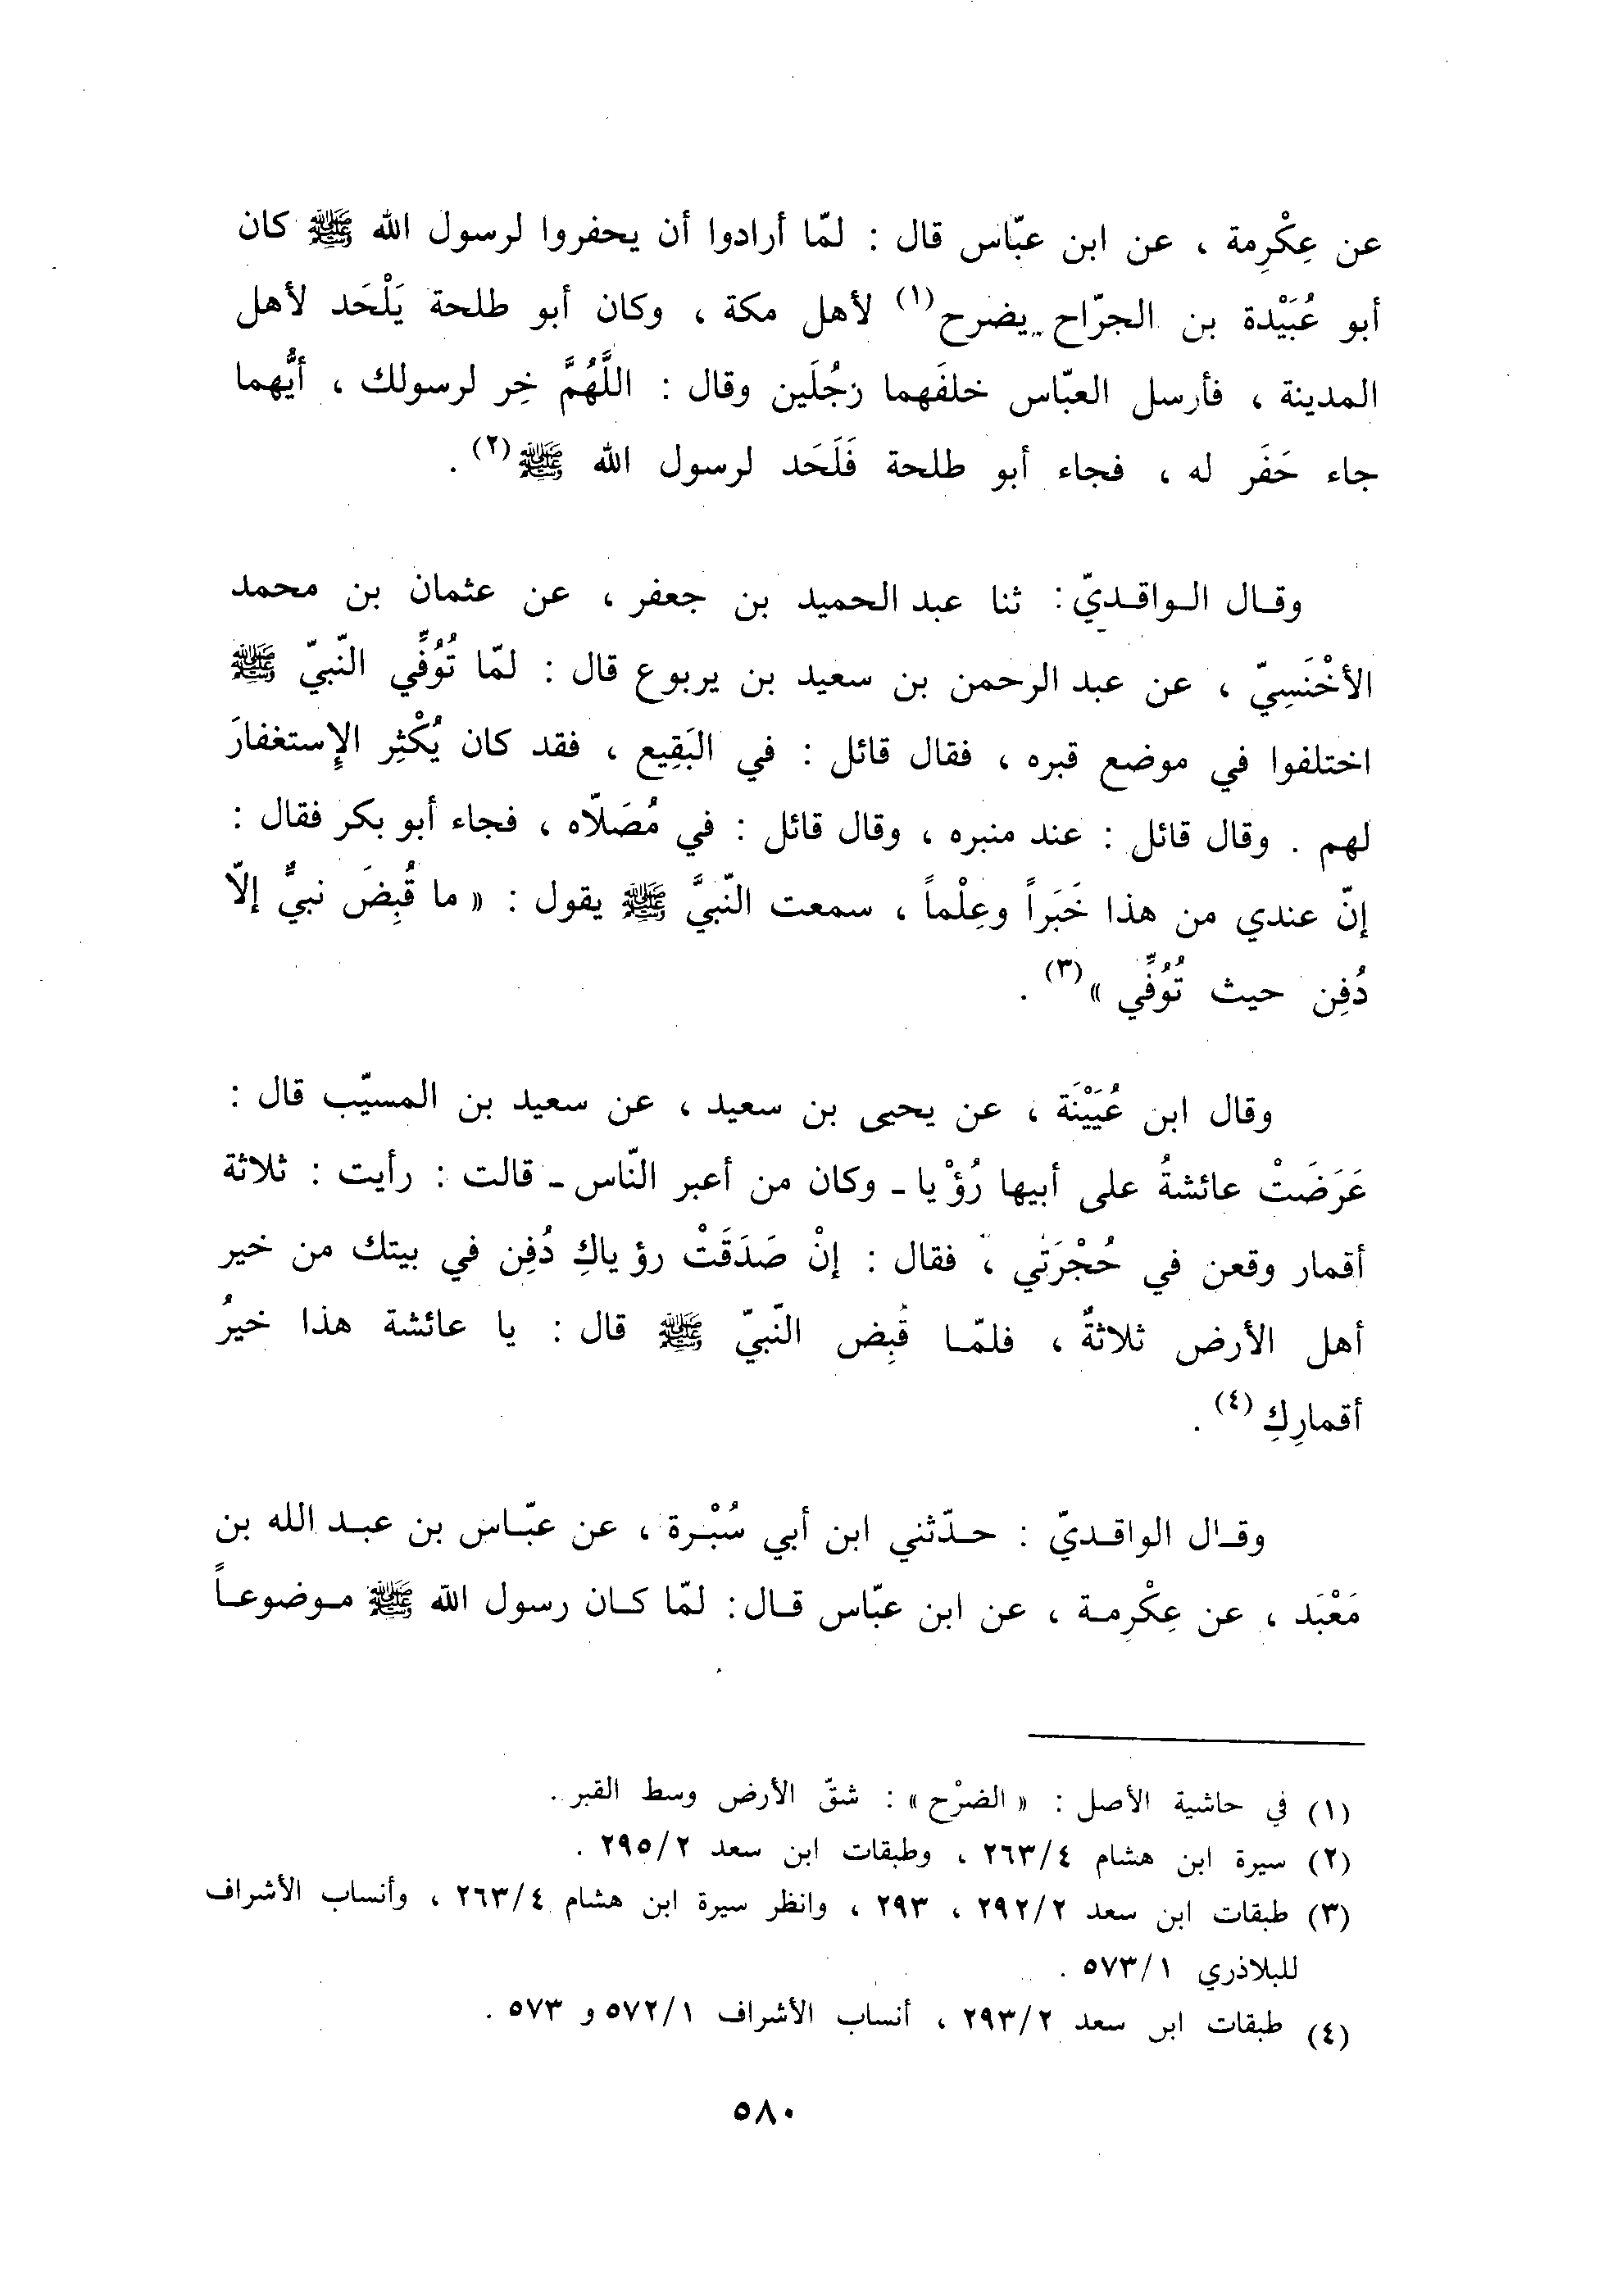 عن عِكْرِمة ، عن ابن عبّاس قال : لمّا أرادوا أن يحفروا لرسول الله ﷺ كان
أبو عُبَيْدة بن الجرّاح يضرح(١) لأهل مكة ، وكان أبو طلحة يَلْحَد لأهل
المدينة ، فأرسل العبّاس خلفَهما رَجُلَين وقال : اللَّهُمَّ خِر لرسولك ، أيُّهما
جاء حَفَر له ، فجاء أبو طلحة فَلَحَد لرسول الله ﷺ(٢) .
وقال الواقديّ : ثنا عبد الحميد بن جعفر ، عن عثمان بن محمد
الأخْنَسِيّ ، عن عبد الرحمن بن سعيد بن يربوع قال : لمّا تُوُفِّي النّبيّ ﷺ
اختلفوا في موضع قبره ، فقال قائل : في البَقِيع ، فقد كان يُكْثِر الإستغفارَ
لهم . وقال قائل : عند منبره ، وقال قائل : في مُصَلّاه ، فجاء أبو بكر فقال :
إنّ عندي من هذا خَبَراً وعِلْماً ، سمعت النّبيَّ ﷺ يقول : « ما قُبِضَ نبيٌّ إلّا
دُفِن حيث تُوُفِّي »(٣) .
وقال ابن عُيَيْنَة ، عن يحيى بن سعيد ، عن سعيد بن المسيّب قال :
عَرَضَتْ عائشةُ على أبيها رُؤْيا ـ وكان من أعبر النّاس ـ قالت : رأيت : ثلاثة
أقمار وقعن في حُجْرَتي ، فقال : إنْ صَدَقَتْ رؤياكِ دُفِن في بيتك من خير
أهل الأرض ثلاثةٌ ، فلمّا قُبِض النّبيّ ﷺ قال : يا عائشة هذا خيرُ
أقمارِكِ (٤) .
وقال الواقديّ : حدّثني ابن أبي سُبْرة ، عن عبّاس بن عبد الله بن
مَعْبَد ، عن عِكْرِمة ، عن ابن عبّاس قال : لمّا كان رسول الله ﷺ موضوعاً
(١) في حاشية الأصل : « الضرْح » : شقّ الأرض وسط القبر .
(٢) سيرة ابن هشام ٢٦٣/٤ ، وطبقات ابن سعد ٢٩٥/٢ .
(٣) طبقات ابن سعد ٢٩٢/٢ ، ٢٩٣ ، وانظر سيرة ابن هشام ٢٦٣/٤ ، وأنساب الأشراف
للبلاذري ٥٧٣/١ .
(٤) طبقات ابن سعد ٢٩٣/٢ ، أنساب الأشراف ٥٧٢/١ و ٥٧٣ .
٥٨٠